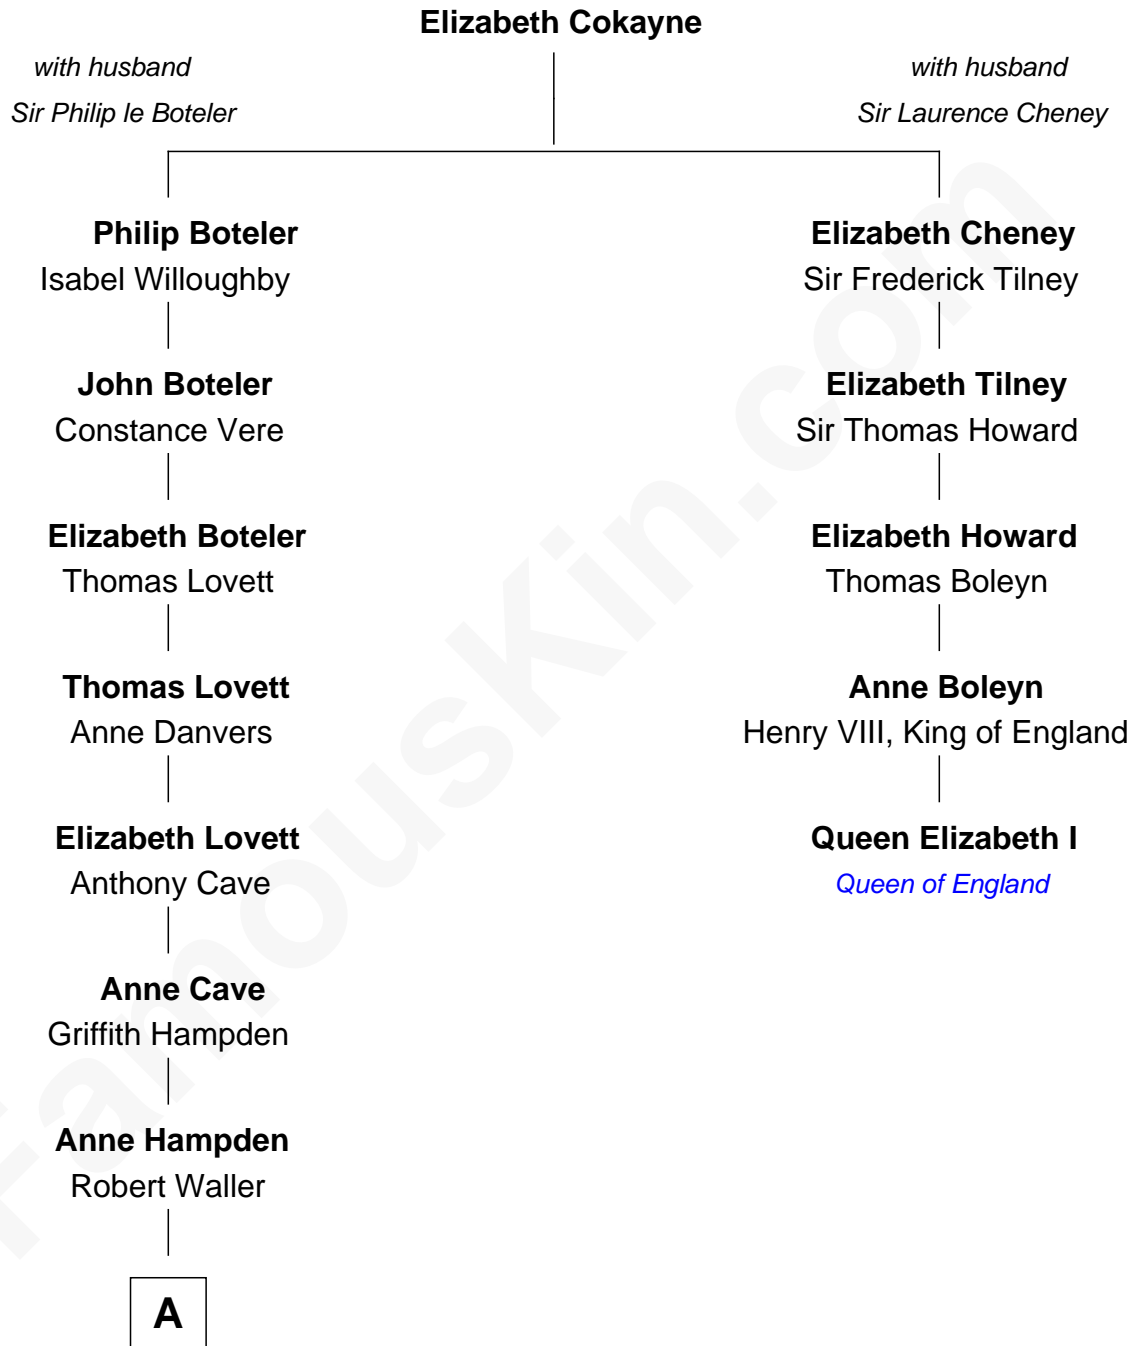 Elizabeth Cokayne
with husband
Sir Philip le Boteler
with husband
Sir Laurence Cheney
Philip Boteler
Isabel Willoughby
Elizabeth Cheney
Sir Frederick Tilney
John Boteler
Constance Vere
Elizabeth Tilney
Sir Thomas Howard
Elizabeth Boteler
Thomas Lovett
Elizabeth Howard
Thomas Boleyn
Thomas Lovett
Anne Danvers
Anne Boleyn
Henry VIII, King of England
Elizabeth Lovett
Anthony Cave
Queen Elizabeth I
Queen of England
Anne Cave
Griffith Hampden
Anne Hampden
Robert Waller
A
FamousKin.com